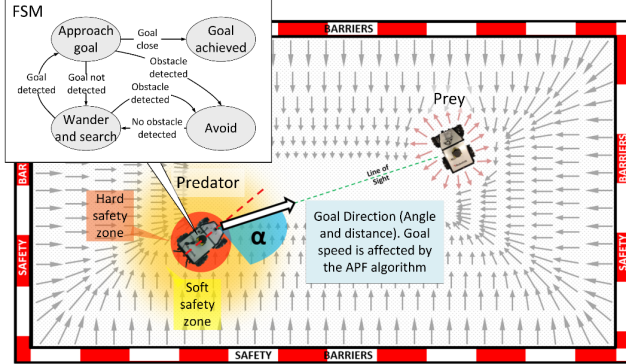 FSM
Approach
goal
Goal
close
Goal
achieved
Obstacle
detected
Goal
detected
Goal not
detected
Obstacle
detected
Wander
and search
No obstacle
detected
Avoid
BARRIERS
Prey
Line of
Sight
Predator
Hard
safety
zone
α
Goal Direction (Angle
and distance). Goal
speed is affected by
the APF algorithm
Soft
safety
zone
BARRIERS
SAFETY
BAR
SAFETY
SAFETY
BARRIERS